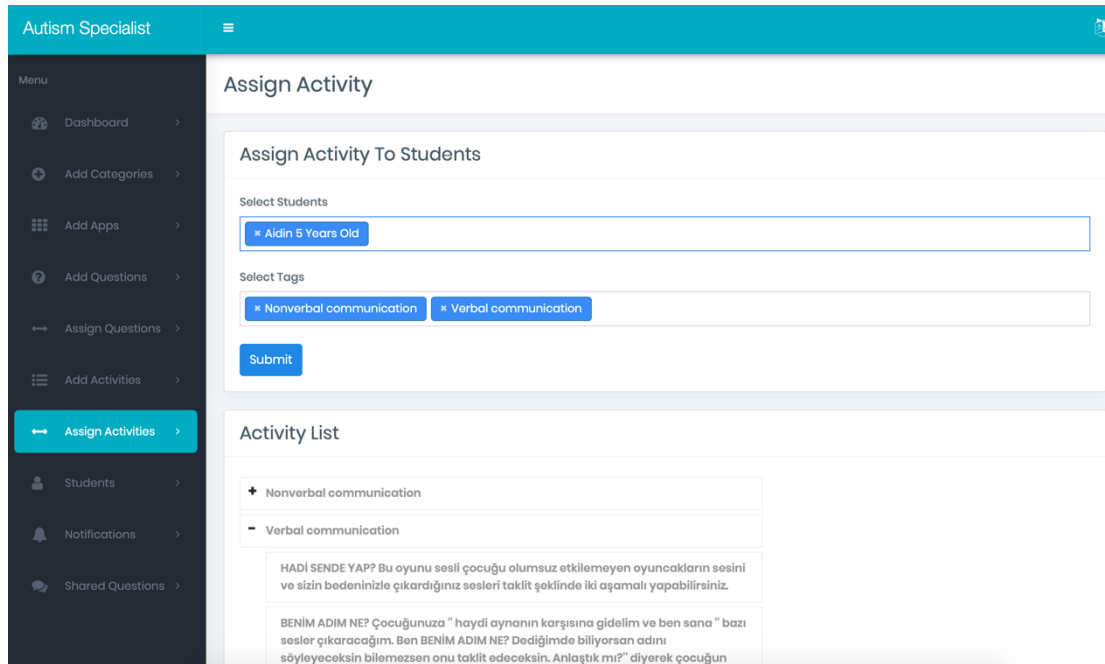 Autism Specialist
Menu
Dashboard
Add Categories
Add Apps
Add Questions
Assign Questions
Add Activities
Assign Activities
Students
Notifications
Shared Questions
Assign Activity
Assign Activity To Students
Select Students
× Aidin 5 Years Old
Select Tags
× Nonverbal communication × Verbal communication
Submit
Activity List
+ Nonverbal communication
- Verbal communication
HADİ SENDE YAP? Bu oyunu sesli çocuğu olumsuz etkilemeyen oyuncakların sesini
ve sizin bedeninizle çıkardığınız sesleri taklit şeklinde iki aşamalı yapabilirsiniz.
BENİM ADIM NE? Çocuğunuza " haydi aynanın karşısına gidelim ve ben sana " bazı
sesler çıkaracağım. Ben BENİM ADIM NE? Dediğimde biliyorsan adını
söyleyeceksin bilemezsen onu taklit edeceksin. Anlaştık mı?" diyerek çocuğun